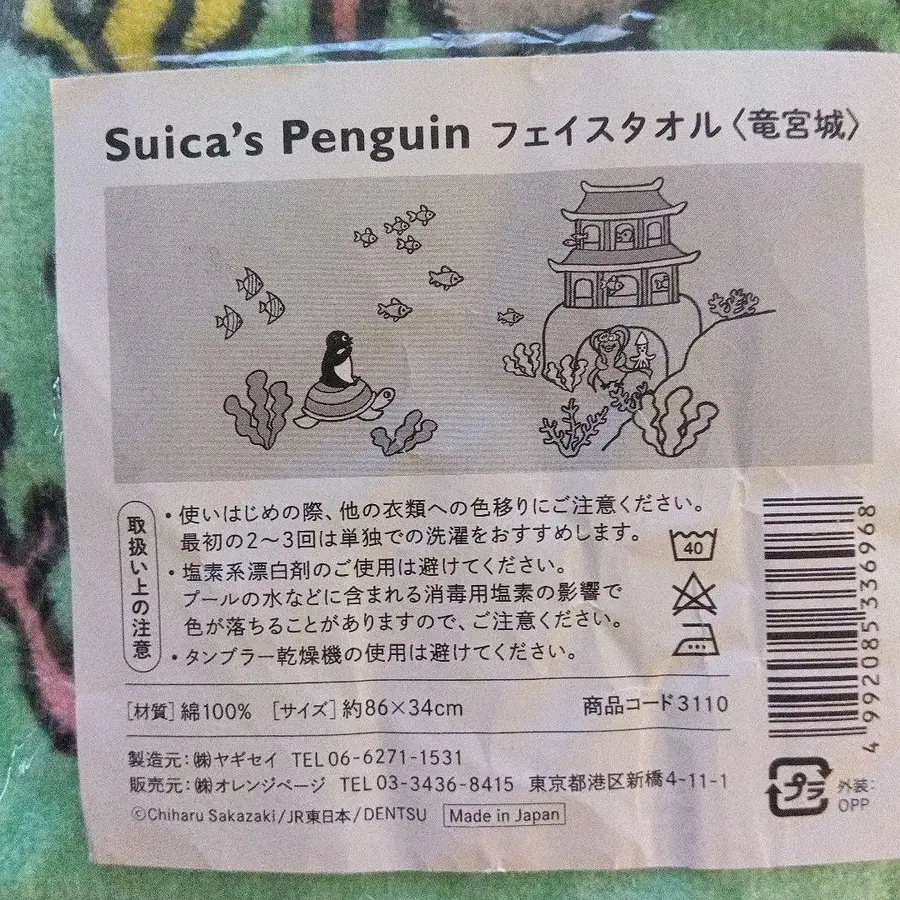 Suica's Penguin フェイスタオル〈竜宮城〉
取扱い上の注意
・使いはじめの際、他の衣類への色移りにご注意ください。
最初の2〜3回は単独での洗濯をおすすめします。
・塩素系漂白剤のご使用は避けてください。
プールの水などに含まれる消毒用塩素の影響で
色が落ちることがありますので、ご注意ください。
・タンブラー乾燥機の使用は避けてください。
40
[材質] 綿100% [サイズ] 約86×34cm 商品コード3110
製造元:㈱ヤギセイ TEL 06-6271-1531
販売元:㈱オレンジページ TEL 03-3436-8415 東京都港区新橋4-11-1
©Chiharu Sakazaki/JR東日本/DENTSU Made in Japan
4992085336968
プラ
外装:
OPP